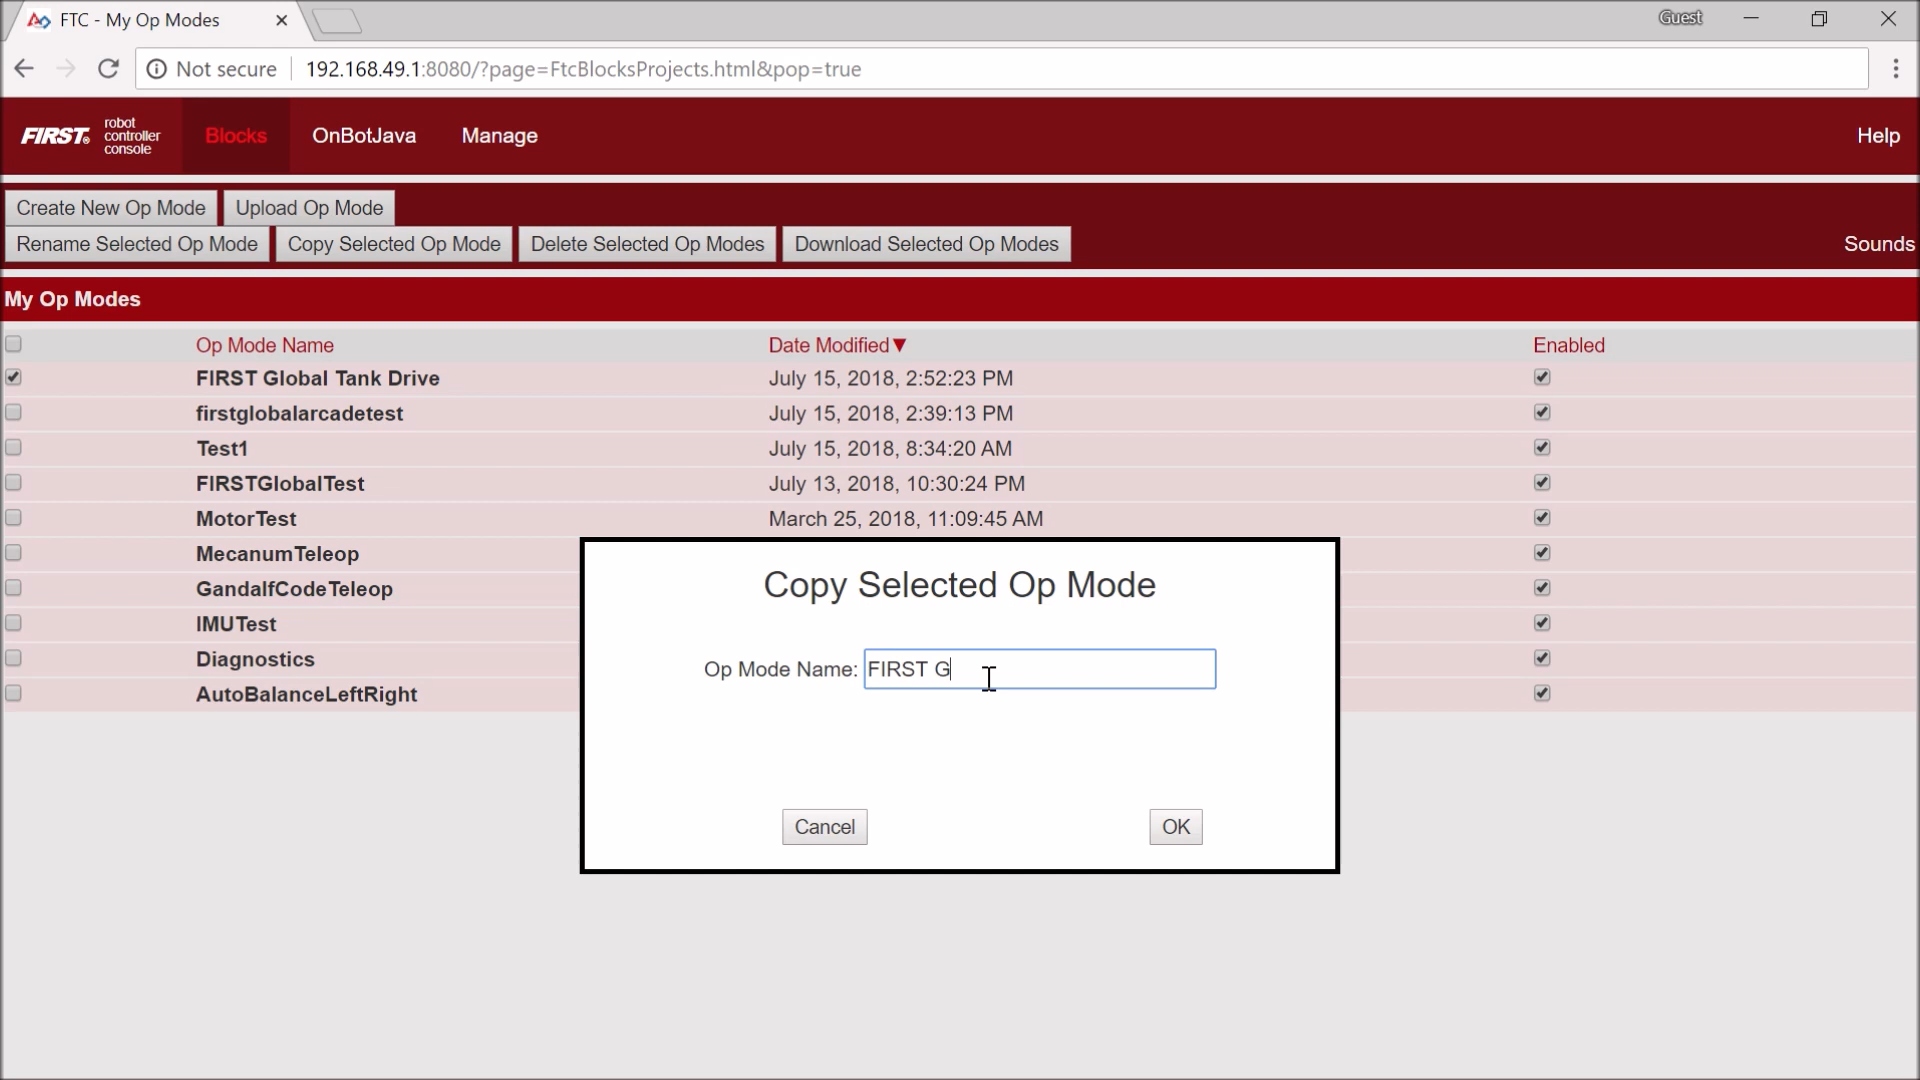 FTC - My Op Modes
Guest
Not secure 192.168.49.1:8080/?page=FtcBlocksProjects.html&pop=true
FIRST® robot controller console Blocks OnBotJava Manage Help
Create New Op Mode Upload Op Mode
Rename Selected Op Mode Copy Selected Op Mode Delete Selected Op Modes Download Selected Op Modes Sounds
My Op Modes
Op Mode Name Date Modified▼ Enabled
FIRST Global Tank Drive July 15, 2018, 2:52:23 PM
firstglobalarcadetest July 15, 2018, 2:39:13 PM
Test1 July 15, 2018, 8:34:20 AM
FIRSTGlobalTest July 13, 2018, 10:30:24 PM
MotorTest March 25, 2018, 11:09:45 AM
MecanumTeleop
GandalfCodeTeleop
IMUTest
Diagnostics
AutoBalanceLeftRight
Copy Selected Op Mode
Op Mode Name: FIRST G
Cancel OK